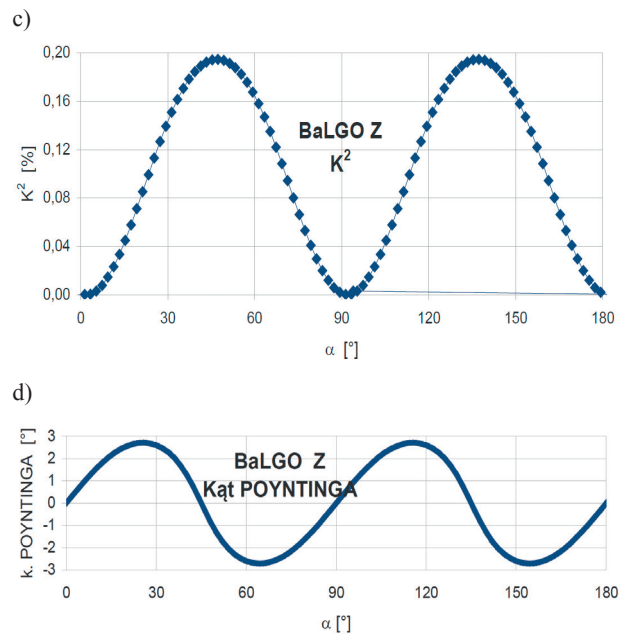 c)
0,20
0,16
0,12
0,08
0,04
0,00
K² [%]
BaLGO Z
K²
0 30 60 90 120 150 180
α [°]
d)
3
2
1
0
-1
-2
-3
k. POYNTINGA [°]
BaLGO Z
Kąt POYNTINGA
0 30 60 90 120 150 180
α [°]